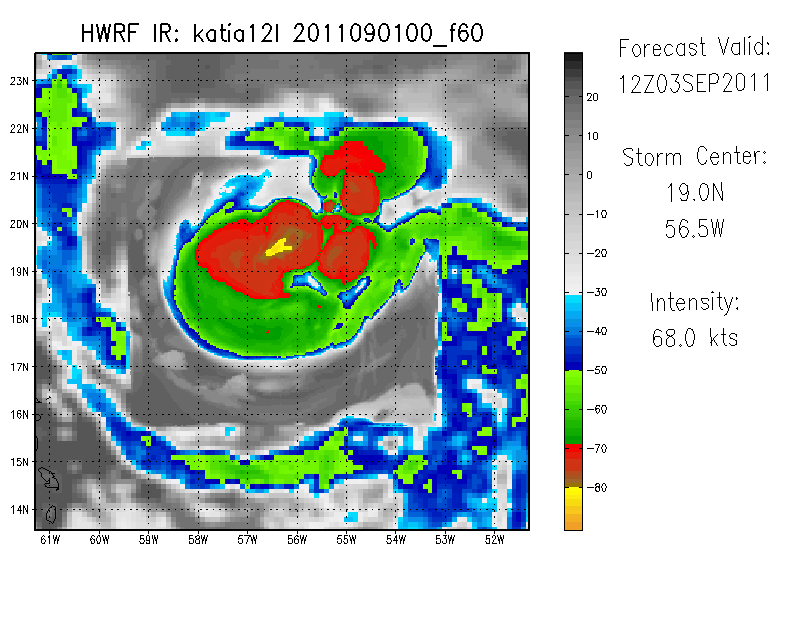 HWRF IR: katia12l 2011090100_f60
Forecast Valid:
12Z03SEP2011
Storm Center:
19.0N
56.5W
Intensity:
68.0 kts
23N
22N
21N
20N
19N
18N
17N
16N
15N
14N
61W 60W 59W 58W 57W 56W 55W 54W 53W 52W
20
10
0
-10
-20
-30
-40
-50
-60
-70
-80